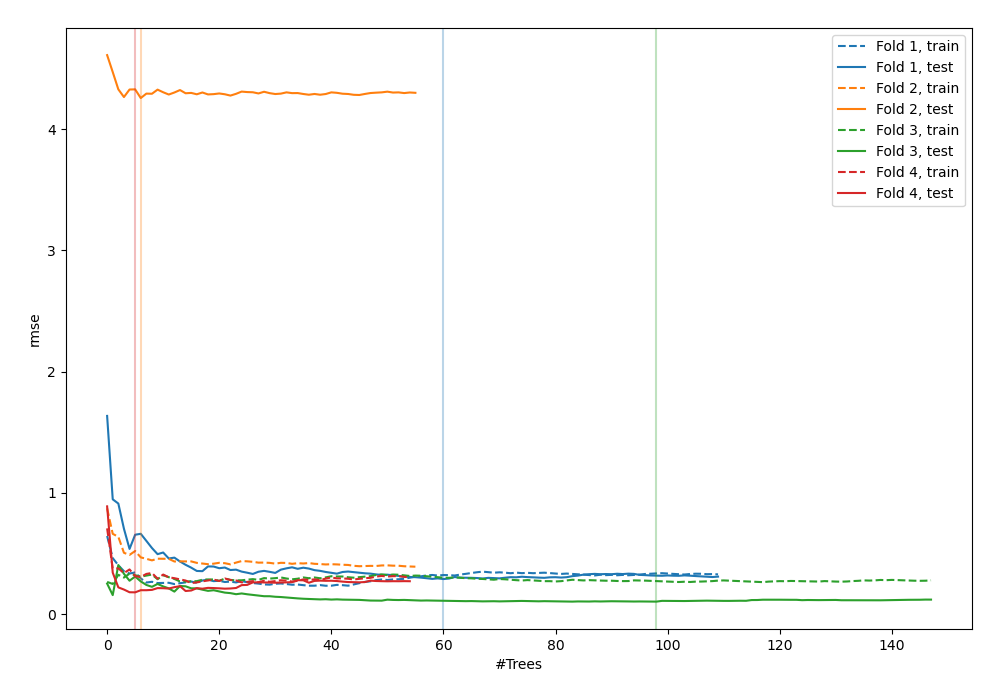 Fold 1, train
Fold 1, test
Fold 2, train
Fold 2, test
Fold 3, train
Fold 3, test
Fold 4, train
Fold 4, test
rmse
4
3
2
1
0
0 20 40 60 80 100 120 140
#Trees